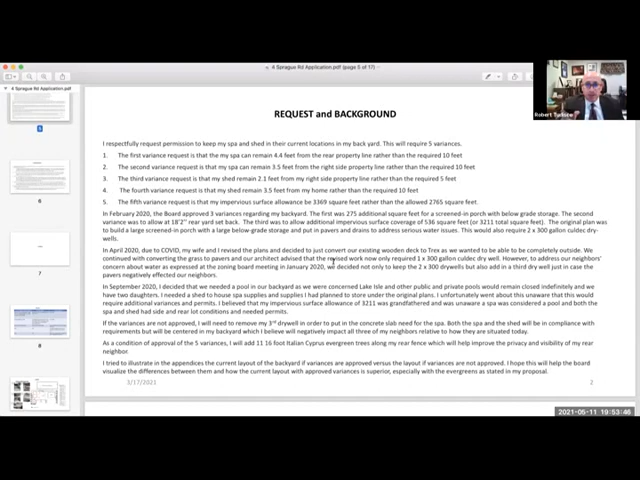 4 Sprague Rd Application.pdf (page 5 of 17)
4 Sprague Rd Application.pdf
REQUEST and BACKGROUND
I respectfully request permission to keep my spa and shed in their current locations in my back yard. This will require 5 variances.
1. The first variance request is that the my spa can remain 4.4 feet from the rear property line rather than the required 10 feet
2. The second variance request is that my spa can remain 3.5 feet from the right side property line rather than the required 10 feet
3. The third variance request is that my shed remain 2.1 feet from my right side property line rather than the required 5 feet
4. The fourth variance request is that my shed remain 3.5 feet from my home rather than the required 10 feet
5. The fifth variance request is that my impervious surface allowance be 3369 square feet rather than the allowed 2765 square feet.
In February 2020, the Board approved 3 variances regarding my backyard. The first was 275 additional square feet for a screened-in porch with below grade storage. The second
variance was to allow at 18'2" rear yard set back. The third was to allow additional impervious surface coverage of 536 square feet (or 3211 total square feet). The original plan was
to build a large screened-in porch with a large below-grade storage and put in pavers and drains to address serious water issues. This would also require 2 x 300 gallon culdec dry-
wells.
In April 2020, due to COVID, my wife and I revised the plans and decided to just convert our existing wooden deck to Trex as we wanted to be able to be completely outside. We
continued with converting the grass to pavers and our architect advised that the revised work now only required 1 x 300 gallon culdec dry well. However, to address our neighbors'
concern about water as expressed at the zoning board meeting in January 2020, we decided not only to keep the 2 x 300 drywells but also add in a third dry well just in case the
pavers negatively effected our neighbors.
In September 2020, I decided that we needed a pool in our backyard as we were concerned Lake Isle and other public and private pools would remain closed indefinitely and we
have two daughters. I needed a shed to house spa supplies and supplies I had planned to store under the original plans. I unfortunately went about this unaware that this would
require additional variances and permits. I believed that my impervious surface allowance of 3211 was grandfathered and was unaware a spa was considered a pool and both the
spa and shed had side and rear lot conditions and needed permits.
If the variances are not approved, I will need to remove my 3rd drywell in order to put in the concrete slab need for the spa. Both the spa and the shed will be in compliance with
requirements but will be centered in my backyard which I believe will negatively impact all three of my neighbors relative to how they are situated today.
As a condition of approval of the 5 variances, I will add 11 16 foot Italian Cyprus evergreen trees along my rear fence which will help improve the privacy and visibility of my rear
neighbor.
I tried to illustrate in the appendices the current layout of the backyard if variances are approved versus the layout if variances are not approved. I hope this will help the board
visualize the differences between them and how the current layout with approved variances is superior, especially with the evergreens as stated in my proposal.
3/17/2021
2
5
6
7
8
2021-05-11 19:53:46